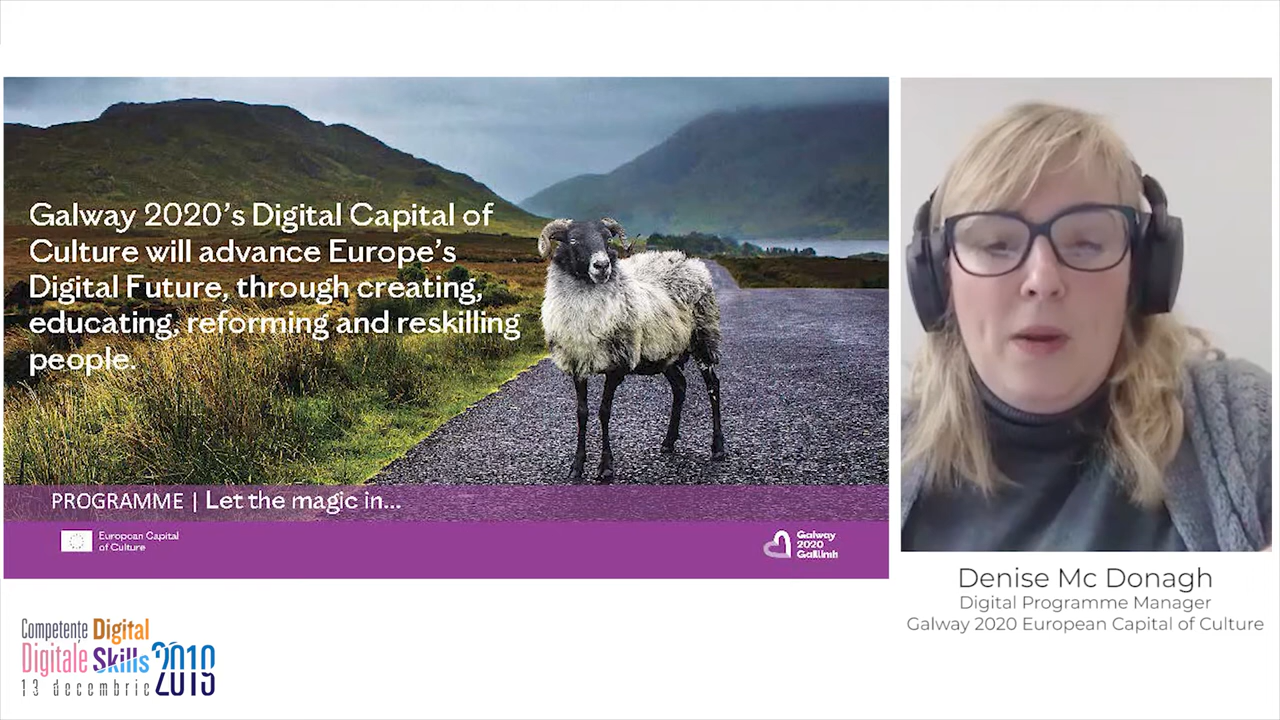 Galway 2020's Digital Capital of
Culture will advance Europe's
Digital Future, through creating,
educating, reforming and reskilling
people.
PROGRAMME | Let the magic in...
European Capital
of Culture
Galway
2020
Gaillimh
Denise Mc Donagh
Digital Programme Manager
Galway 2020 European Capital of Culture
Competențe Digital
Digitale Skills 2019
13 decembrie